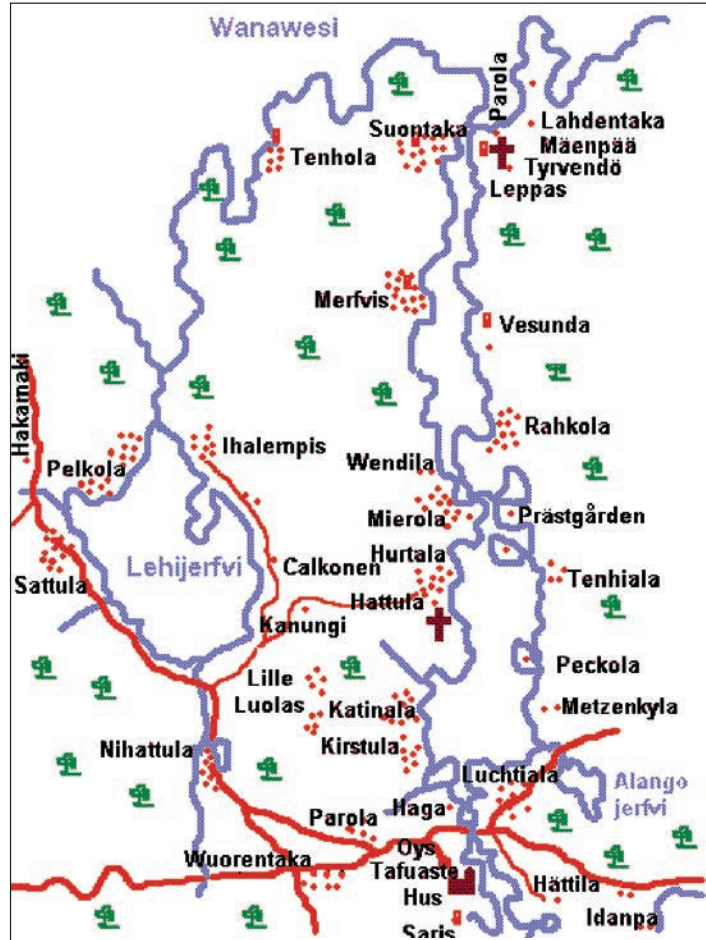 Wanawesi
Parola
Lahdentaka
Suontaka
Mäenpää
Tenhola
Tyrvendö
Leppas
Merfvis
Vesunda
Hakamaki
Rahkola
Ihalempis
Pelkola
Wendila
Mierola
Prästgården
Hurtala
Lehijerfvi
Calkonen
Tenhiala
Sattula
Hattula
Kanungi
Peckola
Lille
Luolas
Katinala
Metzenkyla
Nihattula
Kirstula
Luchtiala
Alango
jerfvi
Haga
Parola
Oys
Wuorentaka
Tafuaste
Hus
Hättila
Idanpa
Saris